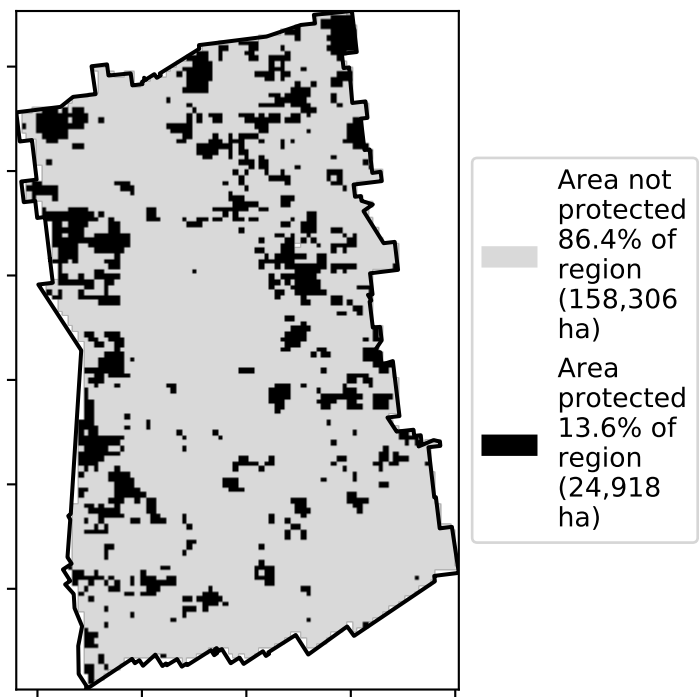 Area not
protected
86.4% of
region
(158,306
ha)
Area
protected
13.6% of
region
(24,918
ha)